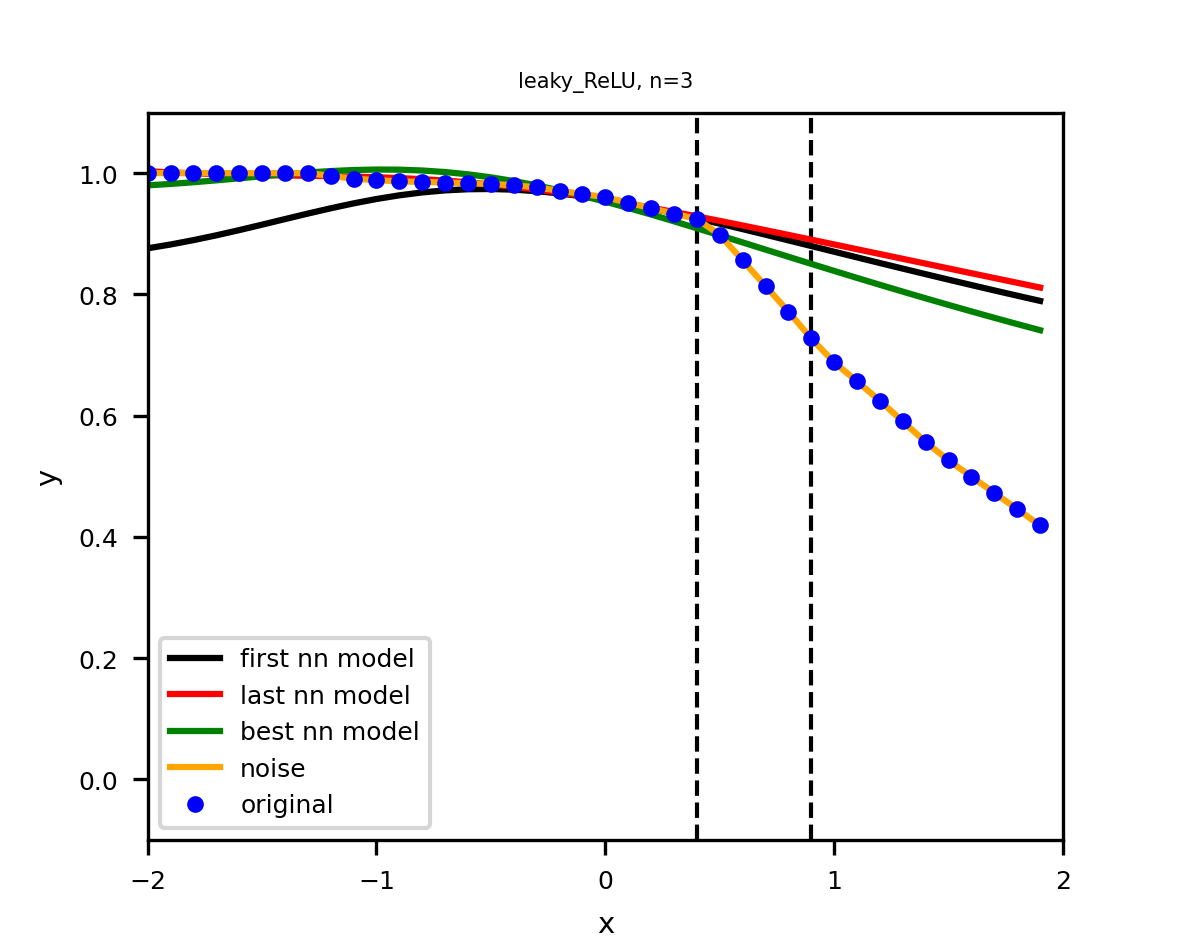 leaky_ReLU, n=3
1.0
0.8
0.6
0.4
0.2
0.0
y
first nn model
last nn model
best nn model
noise
original
−2
−1
0
1
2
x